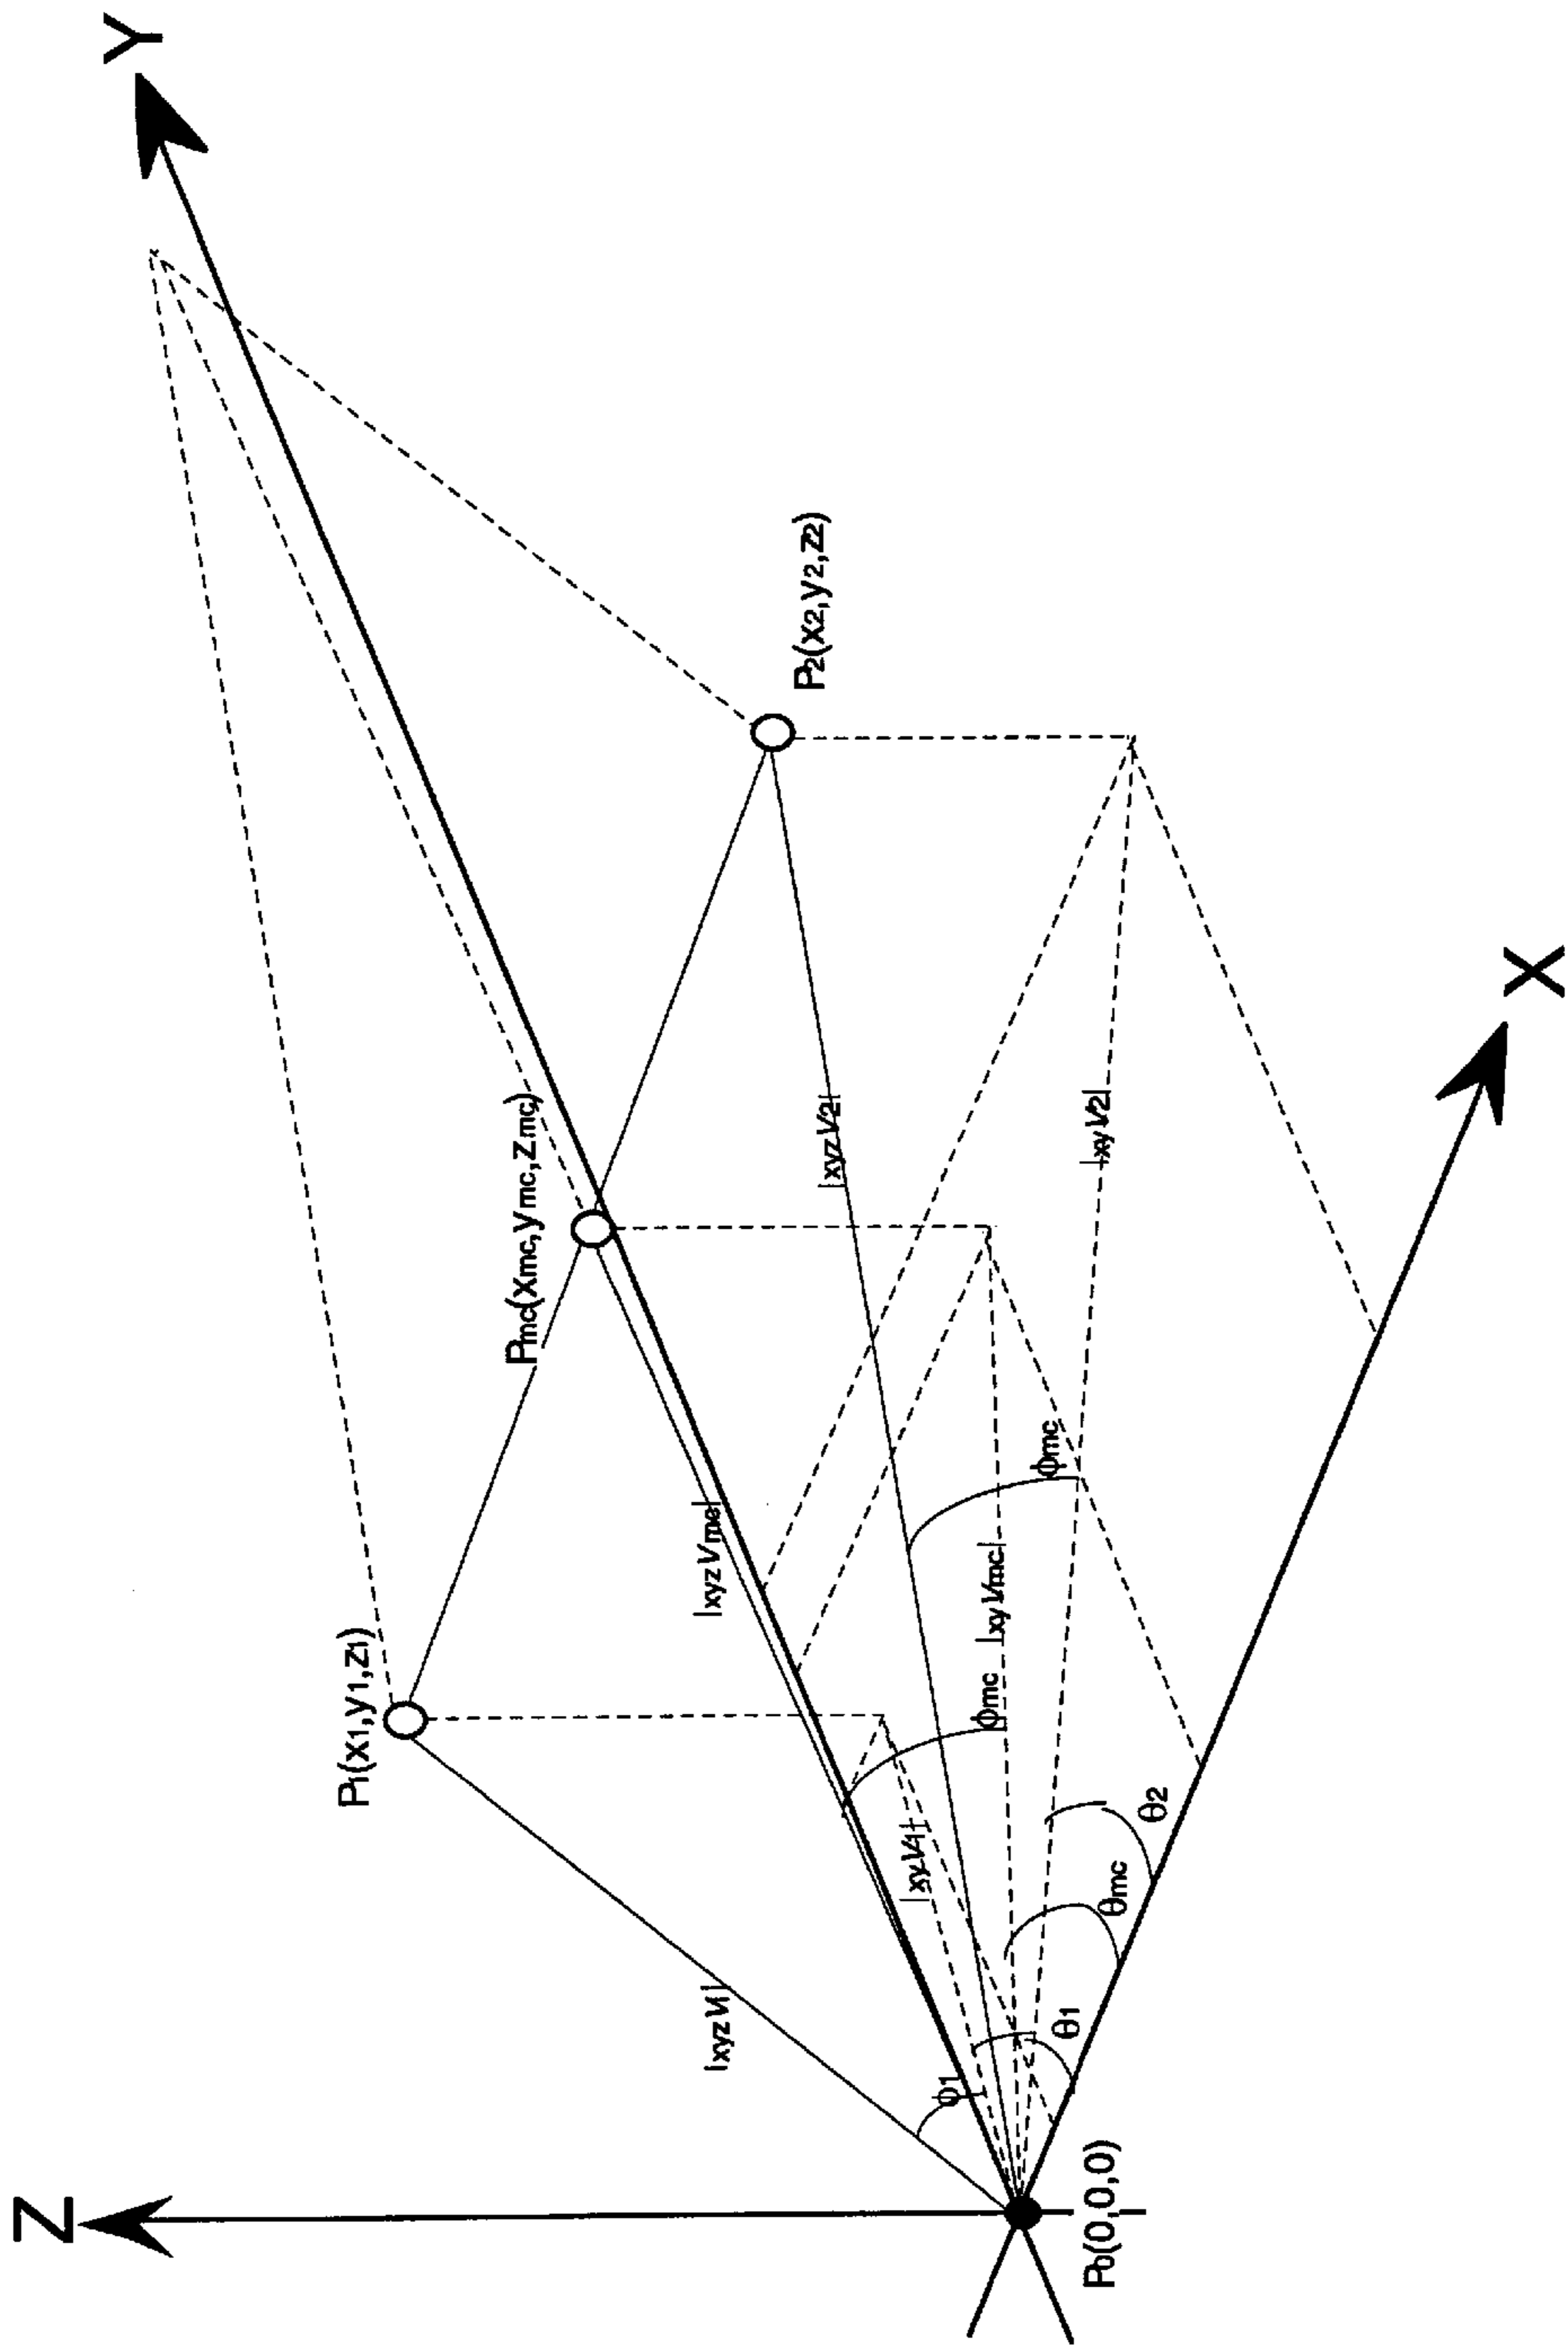 Z
Y
X
P1(x1,y1,z1)
Pmc(xmc,ymc,zmc)
P2(x2,y2,z2)
P0(0,0,0)
|xyzV1|
|xyzVmc|
|xyzV2|
|xyV1|
|xyVmc|
|xyV2|
ϕ1
ϕmc
ϕmc
θ1
θmc
θ2